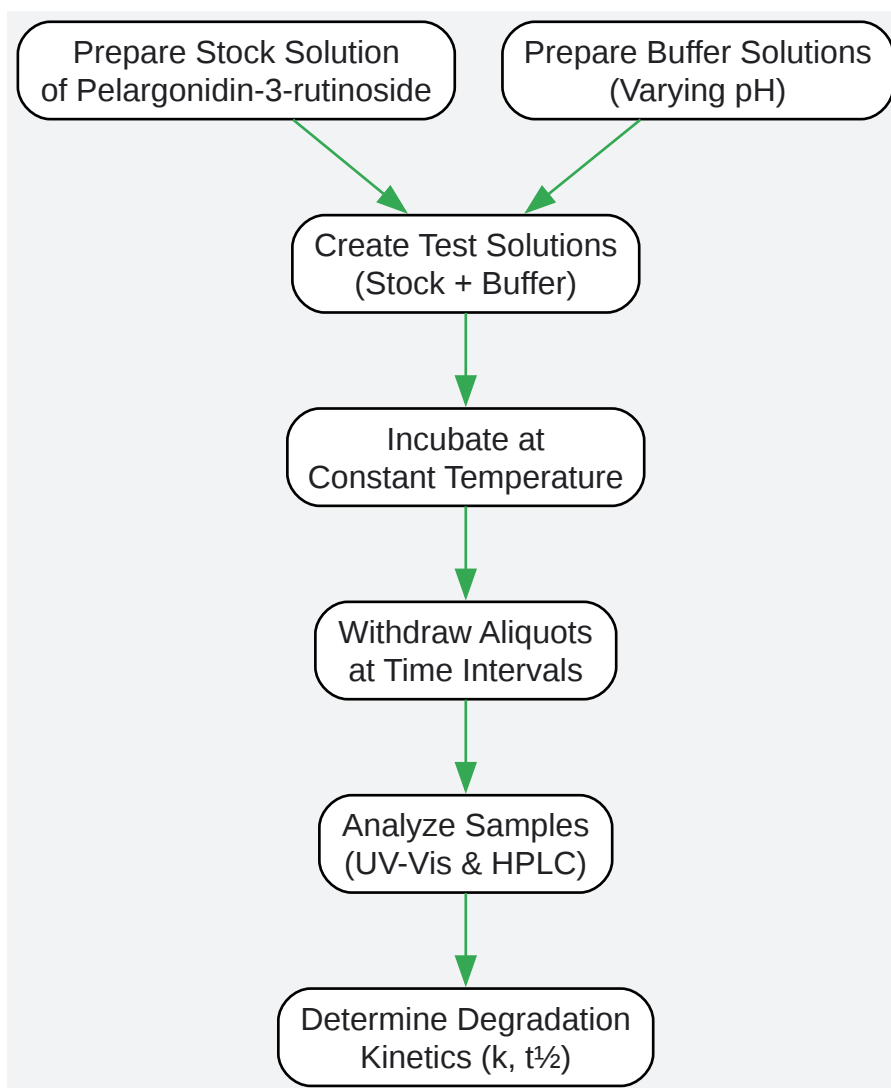 Prepare Stock Solution
of Pelargonidin-3-rutinoside
Prepare Buffer Solutions
(Varying pH)
Create Test Solutions
(Stock + Buffer)
Incubate at
Constant Temperature
Withdraw Aliquots
at Time Intervals
Analyze Samples
(UV-Vis & HPLC)
Determine Degradation
Kinetics (k, t½)